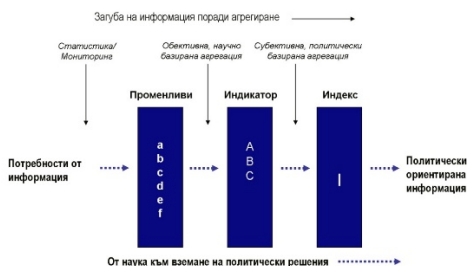 Загуба на информация поради агрегиране
Статистика/
Мониторинг
Обективна, научно
базирана агрегация
Субективна, политически
базирана агрегация
Променливи
Индикатор
Индекс
Потребности от
информация
a
b
c
d
e
f
A
B
C
I
Политически
ориентирана
информация
От наука към вземане на политически решения